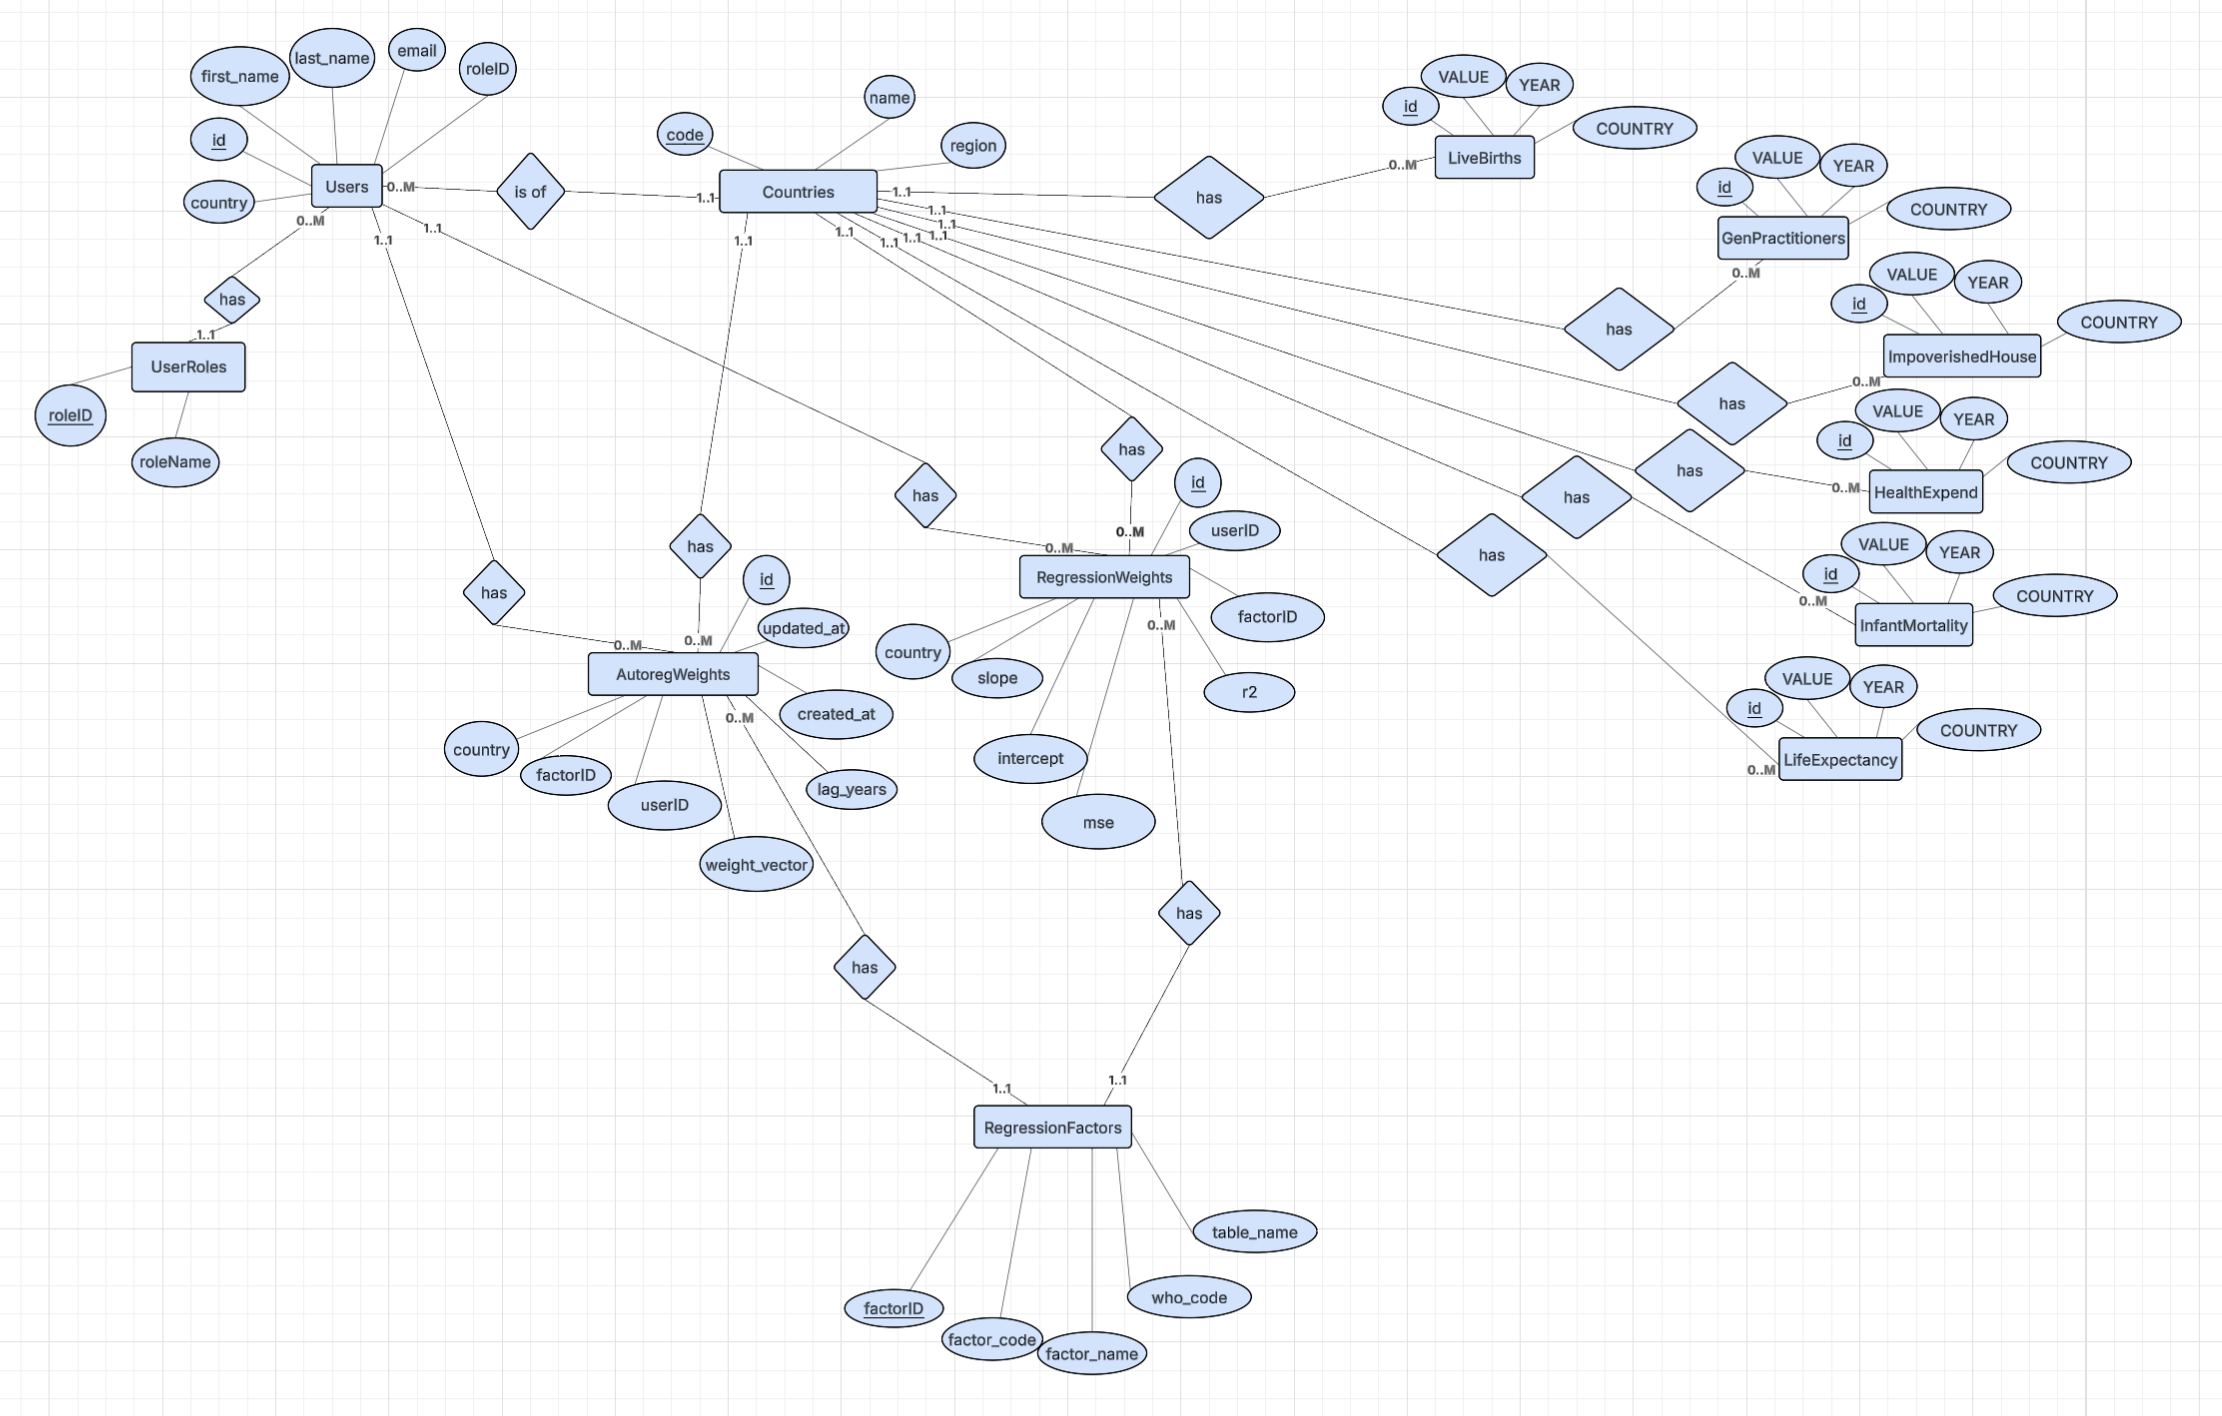 first_name
last_name
email
roleID
id
country
Users
0..M
is of
1..1
0..M
1..1
1..1
has
1..1
UserRoles
roleID
roleName
code
name
region
Countries
1..1
1..1
1..1
1..1
1..1
1..1
1..1
1..1
has
0..M
id
VALUE
YEAR
COUNTRY
LiveBirths
has
0..M
id
VALUE
YEAR
COUNTRY
GenPractitioners
has
0..M
id
VALUE
YEAR
COUNTRY
ImpoverishedHouse
has
0..M
id
VALUE
YEAR
COUNTRY
HealthExpend
has
0..M
id
VALUE
YEAR
COUNTRY
InfantMortality
has
0..M
id
VALUE
YEAR
COUNTRY
LifeExpectancy
has
0..M
has
0..M
id
updated_at
AutoregWeights
created_at
country
factorID
userID
weight_vector
lag_years
0..M
has
0..M
has
0..M
id
userID
RegressionWeights
factorID
country
slope
intercept
mse
r2
0..M
has
has
1..1
1..1
RegressionFactors
factorID
factor_code
factor_name
who_code
table_name